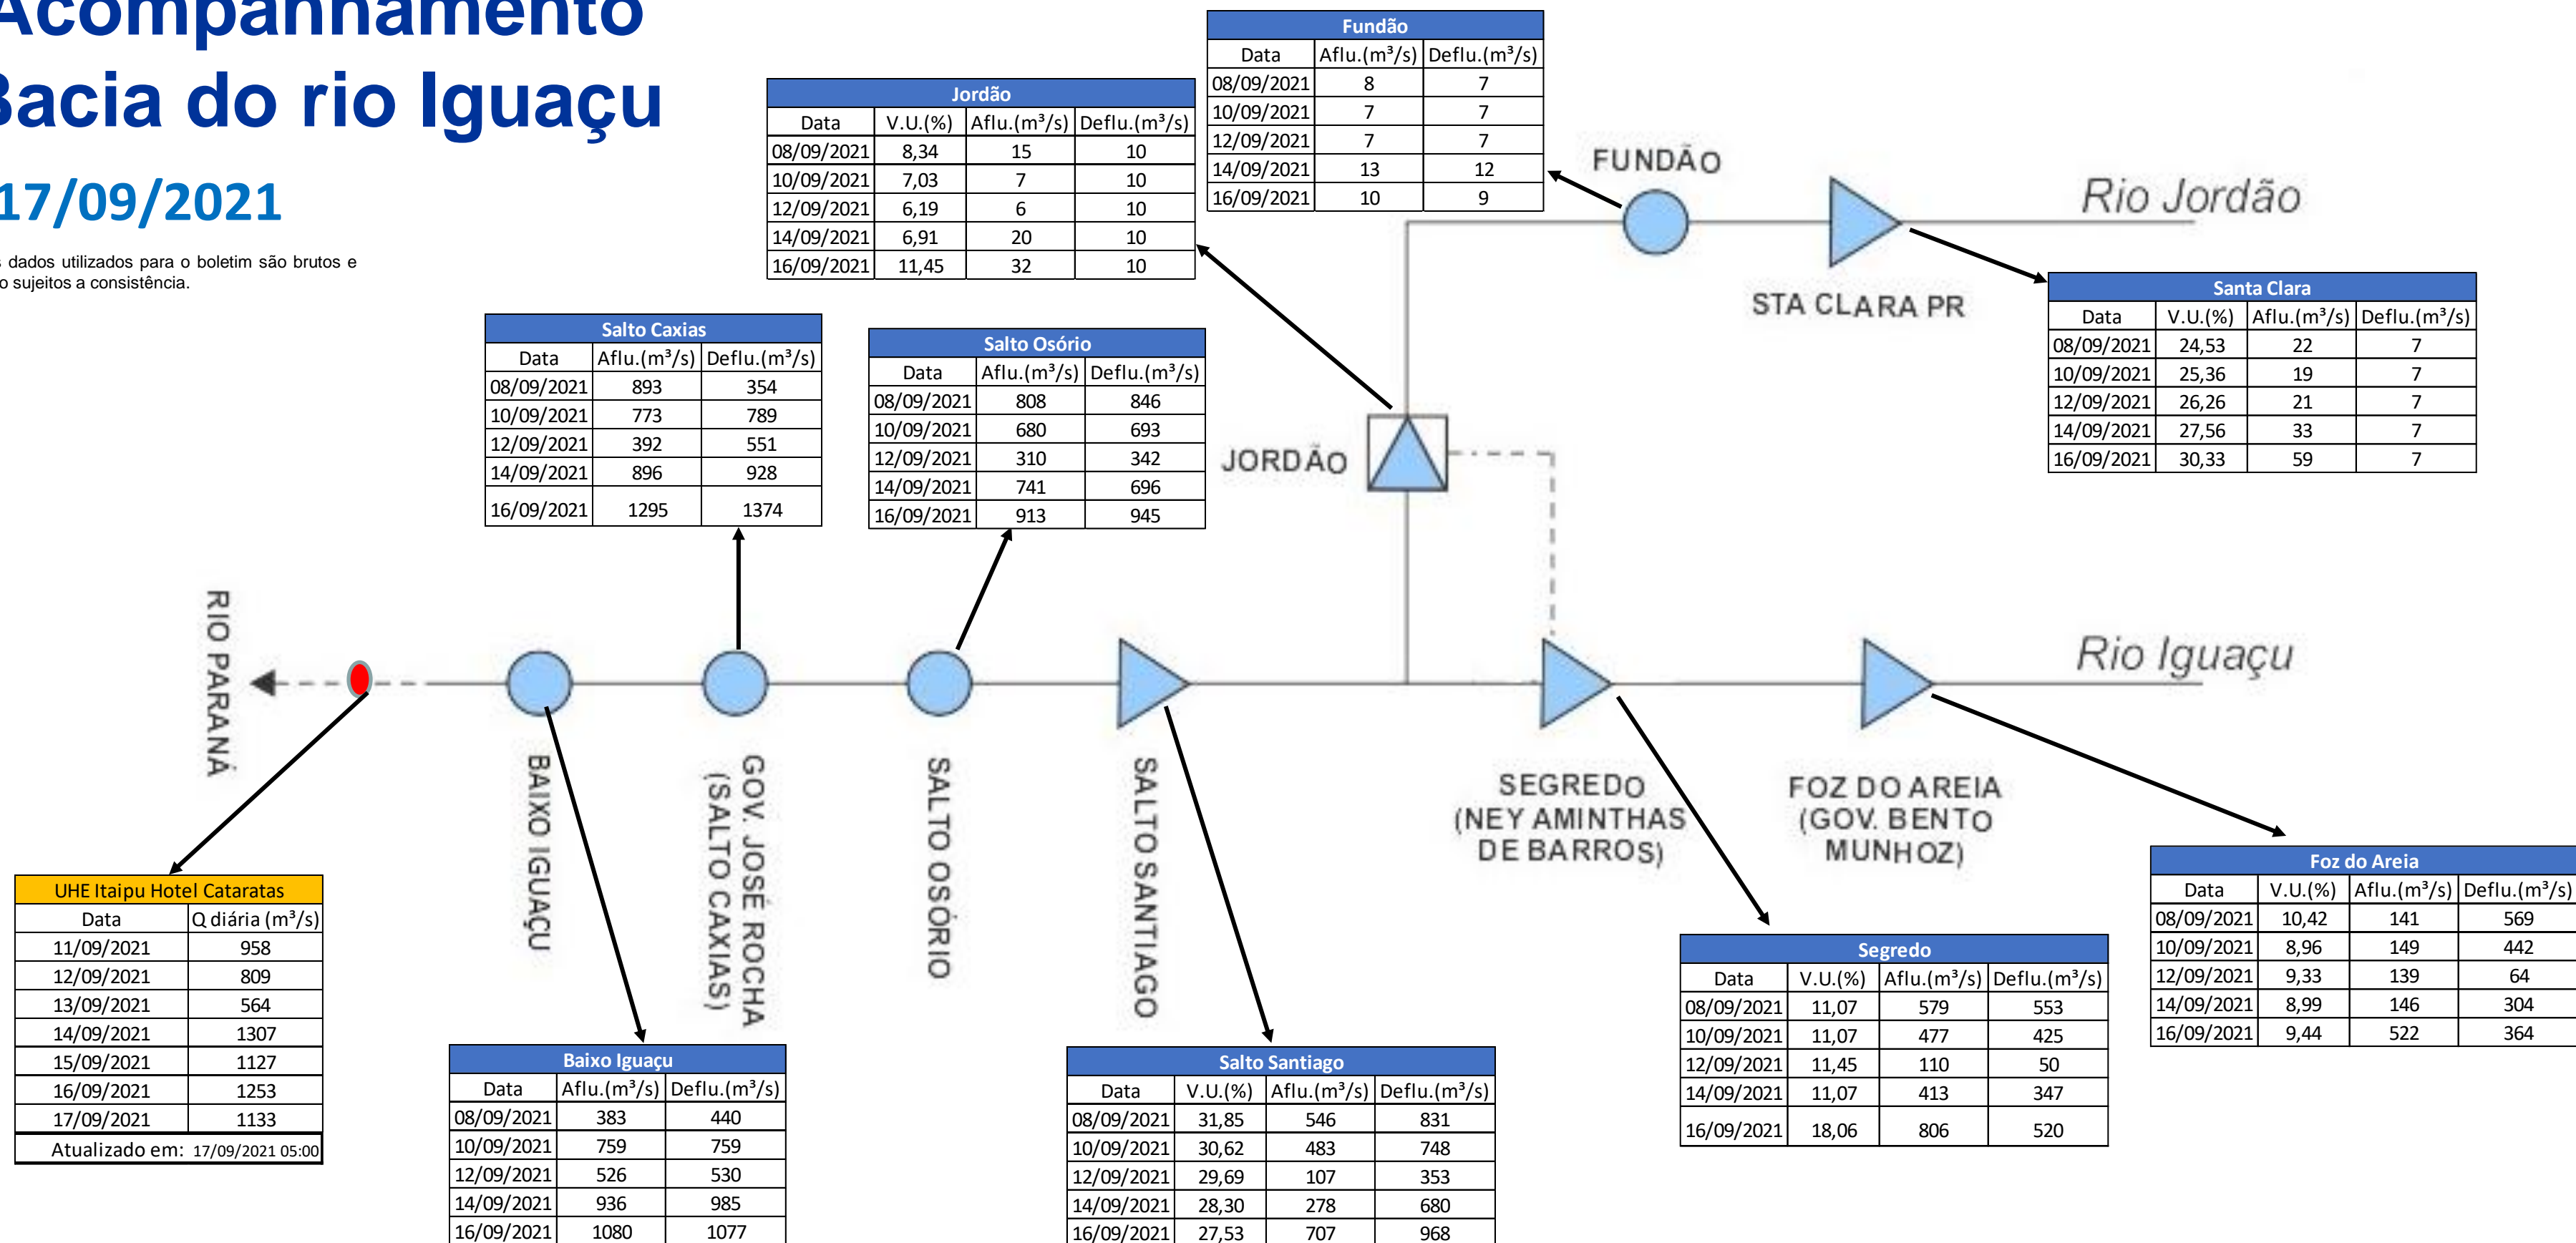 Acompanhamento
Bacia do rio Iguaçu
17/09/2021
s dados utilizados para o boletim são brutos e
o sujeitos a consistência.
Fundão
Data Aflu.(m³/s) Deflu.(m³/s)
08/09/2021 8 7
10/09/2021 7 7
12/09/2021 7 7
14/09/2021 13 12
16/09/2021 10 9
Jordão
Data V.U.(%) Aflu.(m³/s) Deflu.(m³/s)
08/09/2021 8,34 15 10
10/09/2021 7,03 7 10
12/09/2021 6,19 6 10
14/09/2021 6,91 20 10
16/09/2021 11,45 32 10
FUNDÃO
Rio Jordão
STA CLARA PR
Santa Clara
Data V.U.(%) Aflu.(m³/s) Deflu.(m³/s)
08/09/2021 24,53 22 7
10/09/2021 25,36 19 7
12/09/2021 26,26 21 7
14/09/2021 27,56 33 7
16/09/2021 30,33 59 7
Salto Caxias
Data Aflu.(m³/s) Deflu.(m³/s)
08/09/2021 893 354
10/09/2021 773 789
12/09/2021 392 551
14/09/2021 896 928
16/09/2021 1295 1374
Salto Osório
Data Aflu.(m³/s) Deflu.(m³/s)
08/09/2021 808 846
10/09/2021 680 693
12/09/2021 310 342
14/09/2021 741 696
16/09/2021 913 945
JORDÃO
RIO PARANÁ
Rio Iguaçu
BAIXO IGUAÇU
GOV. JOSÉ ROCHA
(SALTO CAXIAS)
SALTO OSÓRIO
SALTO SANTIAGO
SEGREDO
(NEY AMINTHAS
DE BARROS)
FOZ DO AREIA
(GOV. BENTO
MUNHOZ)
UHE Itaipu Hotel Cataratas
Data Q diária (m³/s)
11/09/2021 958
12/09/2021 809
13/09/2021 564
14/09/2021 1307
15/09/2021 1127
16/09/2021 1253
17/09/2021 1133
Atualizado em: 17/09/2021 05:00
Baixo Iguaçu
Data Aflu.(m³/s) Deflu.(m³/s)
08/09/2021 383 440
10/09/2021 759 759
12/09/2021 526 530
14/09/2021 936 985
16/09/2021 1080 1077
Salto Santiago
Data V.U.(%) Aflu.(m³/s) Deflu.(m³/s)
08/09/2021 31,85 546 831
10/09/2021 30,62 483 748
12/09/2021 29,69 107 353
14/09/2021 28,30 278 680
16/09/2021 27,53 707 968
Segredo
Data V.U.(%) Aflu.(m³/s) Deflu.(m³/s)
08/09/2021 11,07 579 553
10/09/2021 11,07 477 425
12/09/2021 11,45 110 50
14/09/2021 11,07 413 347
16/09/2021 18,06 806 520
Foz do Areia
Data V.U.(%) Aflu.(m³/s) Deflu.(m³/s)
08/09/2021 10,42 141 569
10/09/2021 8,96 149 442
12/09/2021 9,33 139 64
14/09/2021 8,99 146 304
16/09/2021 9,44 522 364